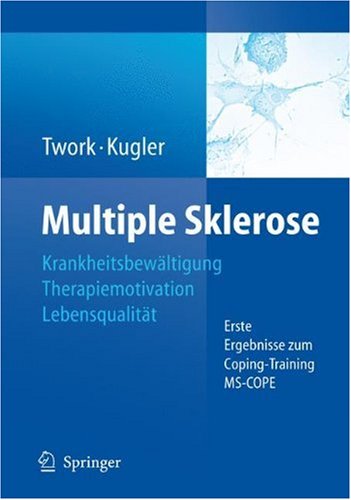 Twork · Kugler
Multiple Sklerose
Krankheitsbewältigung
Therapiemotivation
Lebensqualität
Erste
Ergebnisse zum
Coping-Training
MS-COPE
Springer